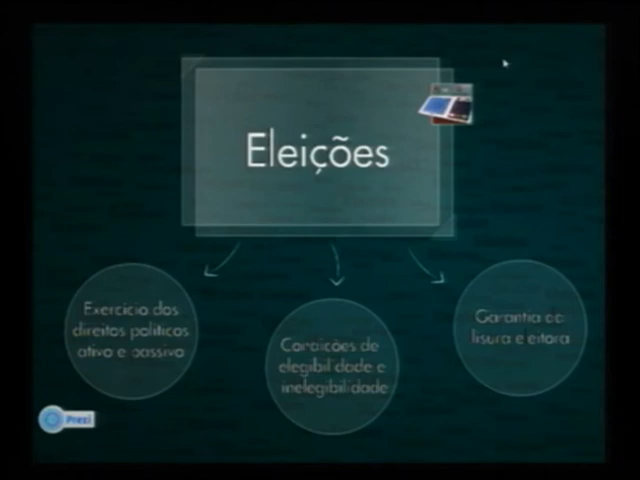 Eleições
Exercício dos
direitos políticos
ativo e passivo
Condições de
elegibilidade e
inelegibilidade
Garantia da
lisura eleitoral
Prezi